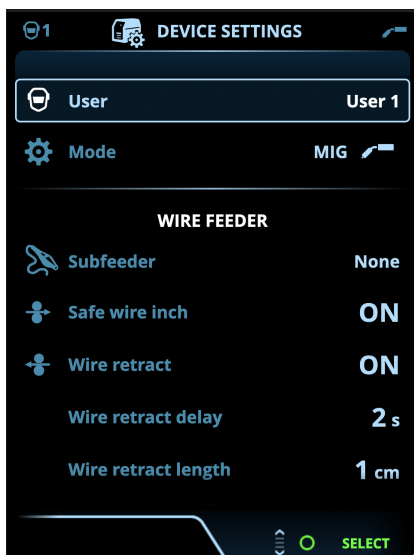 1 DEVICE SETTINGS
User User 1
Mode MIG
WIRE FEEDER
Subfeeder None
Safe wire inch ON
Wire retract ON
Wire retract delay 2 s
Wire retract length 1 cm
SELECT